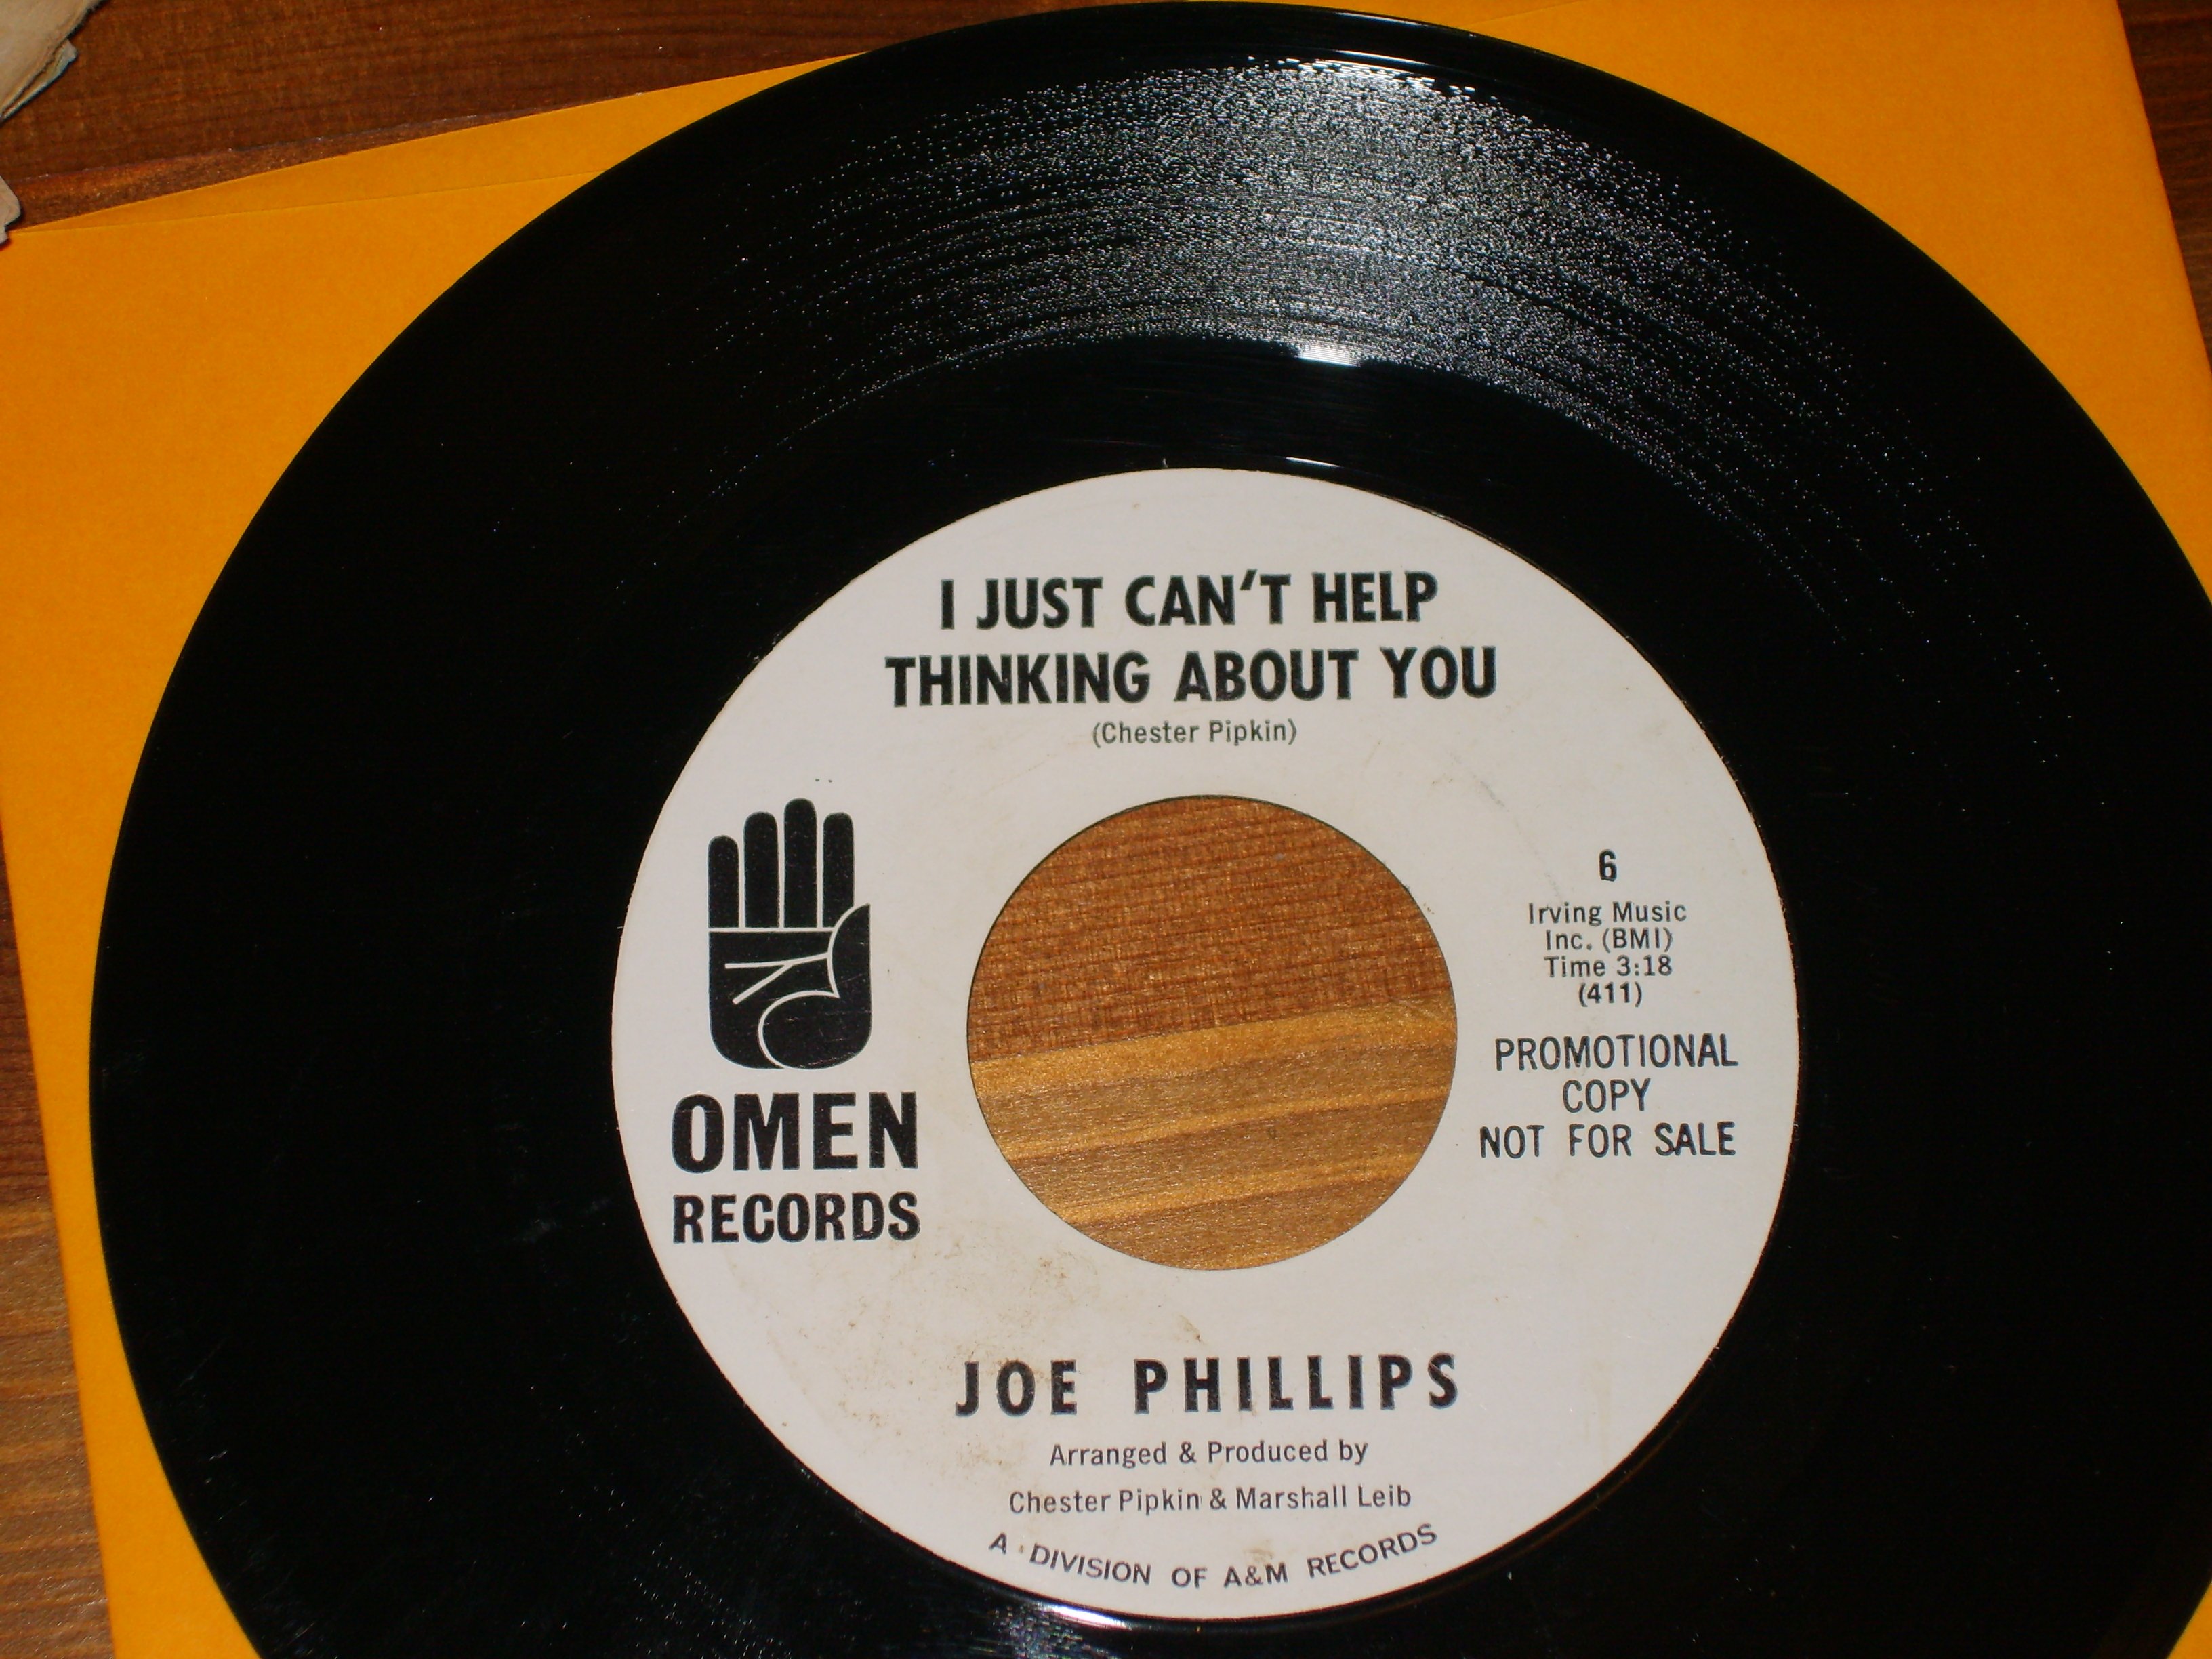 I JUST CAN'T HELP
THINKING ABOUT YOU
(Chester Pipkin)
OMEN
RECORDS
6
Irving Music
Inc. (BMI)
Time 3:18
(411)
PROMOTIONAL
COPY
NOT FOR SALE
JOE PHILLIPS
Arranged & Produced by
Chester Pipkin & Marshall Leib
A DIVISION OF A&M RECORDS